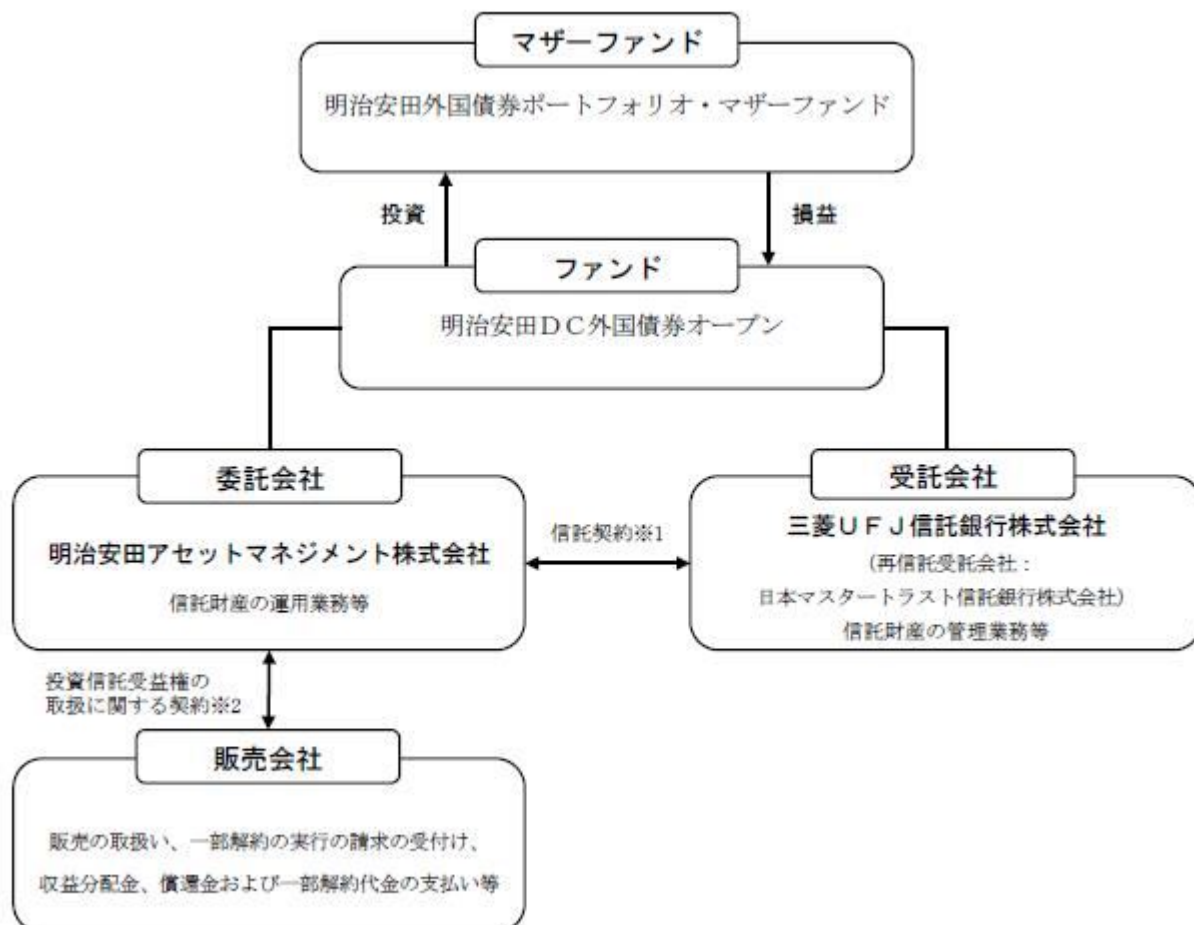 マザーファンド
明治安田外国債券ポートフォリオ・マザーファンド
投資
損益
ファンド
明治安田ＤＣ外国債券オープン
委託会社
明治安田アセットマネジメント株式会社
信託財産の運用業務等
信託契約※1
受託会社
三菱ＵＦＪ信託銀行株式会社
(再信託受託会社：
日本マスタートラスト信託銀行株式会社)
信託財産の管理業務等
投資信託受益権の
取扱に関する契約※2
販売会社
販売の取扱い、一部解約の実行の請求の受付け、
収益分配金、償還金および一部解約代金の支払い等